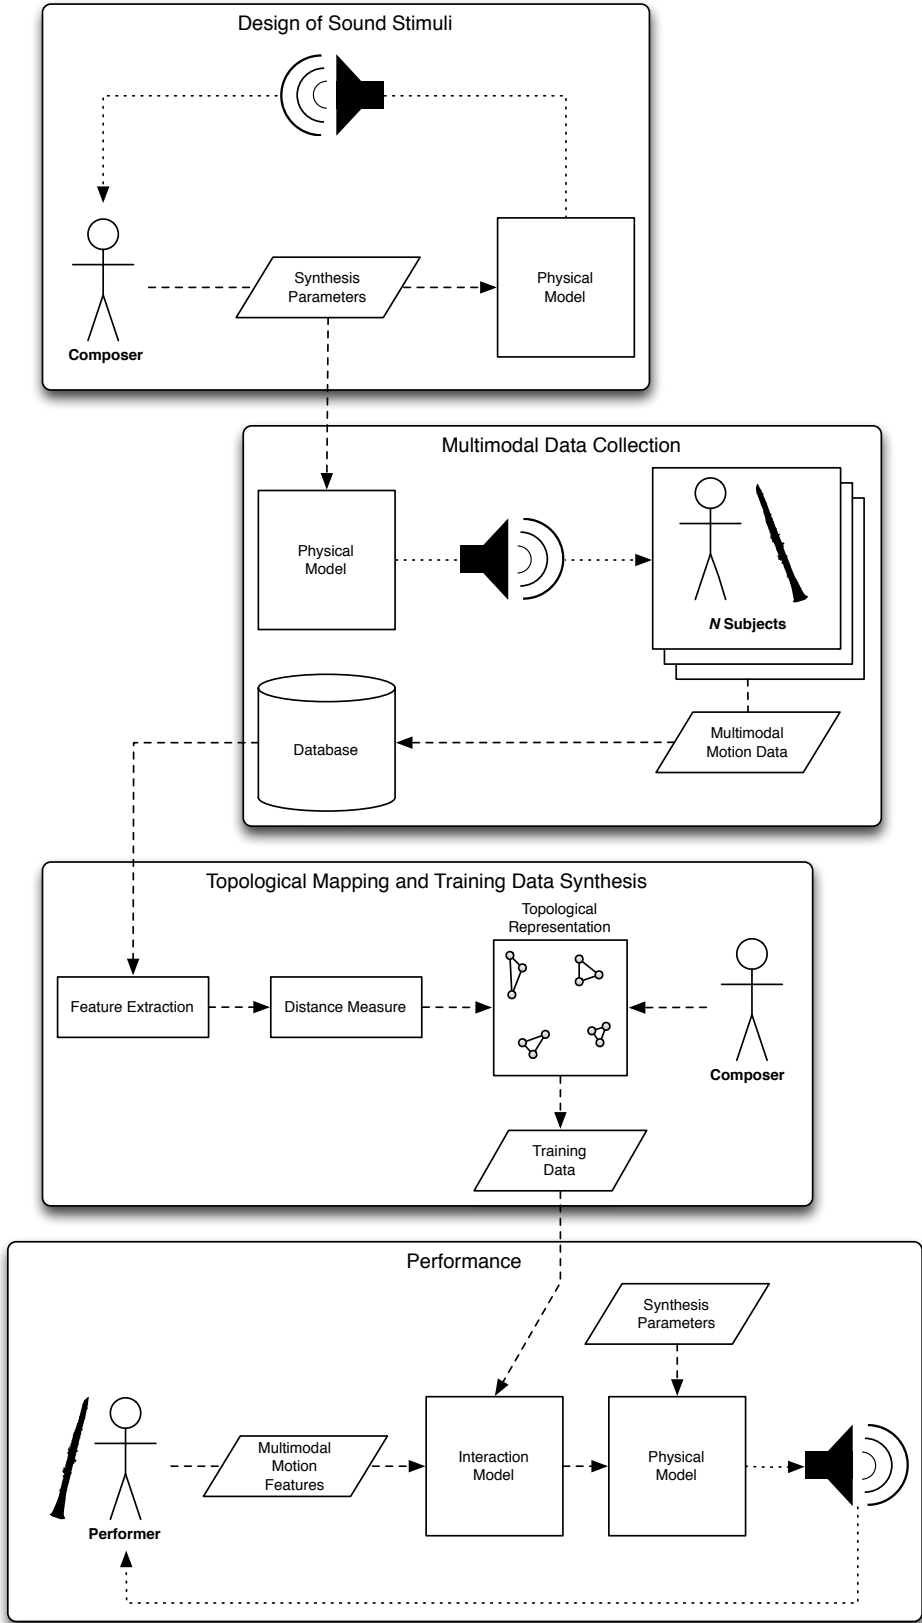 Design of Sound Stimuli
Synthesis
Parameters
Physical
Model
Composer
Multimodal Data Collection
Physical
Model
N Subjects
Database
Multimodal
Motion Data
Topological Mapping and Training Data Synthesis
Topological
Representation
Feature Extraction
Distance Measure
Composer
Training
Data
Performance
Synthesis
Parameters
Multimodal
Motion
Features
Interaction
Model
Physical
Model
Performer